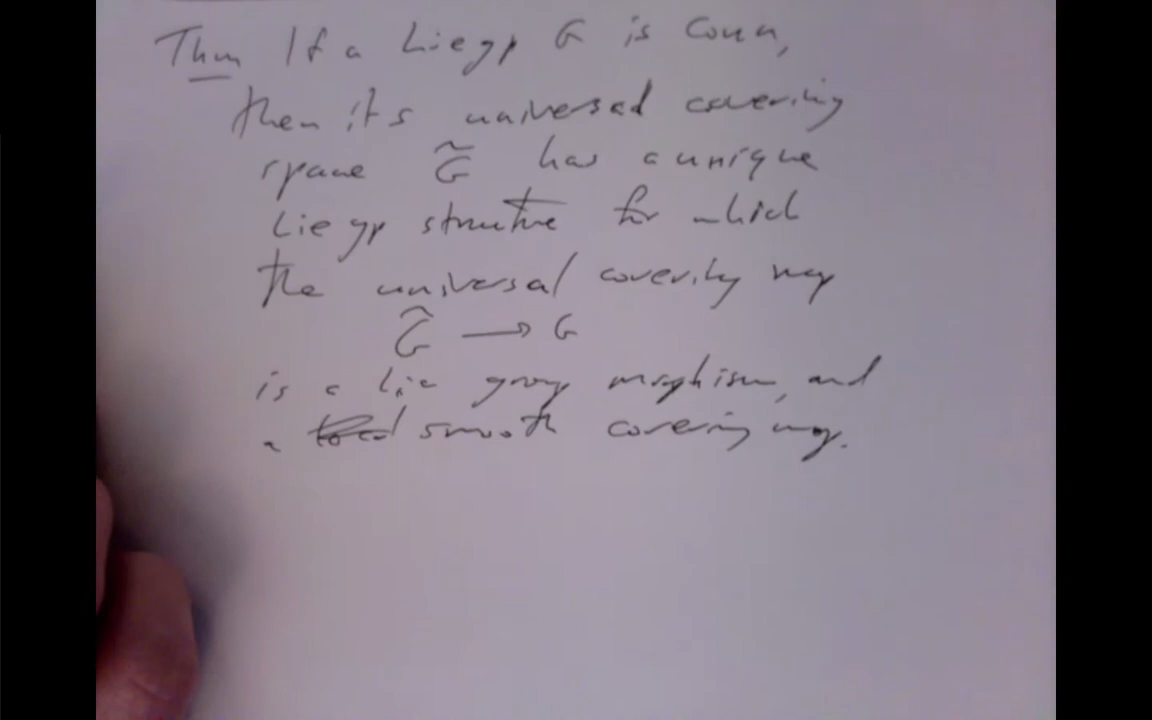 Thm If a Lie gp G is conn,
then its universal covering
space G̃ has a unique
Lie gp structure for which
the universal covering map
G̃ → G
is a Lie group morphism, and
a smooth covering map.